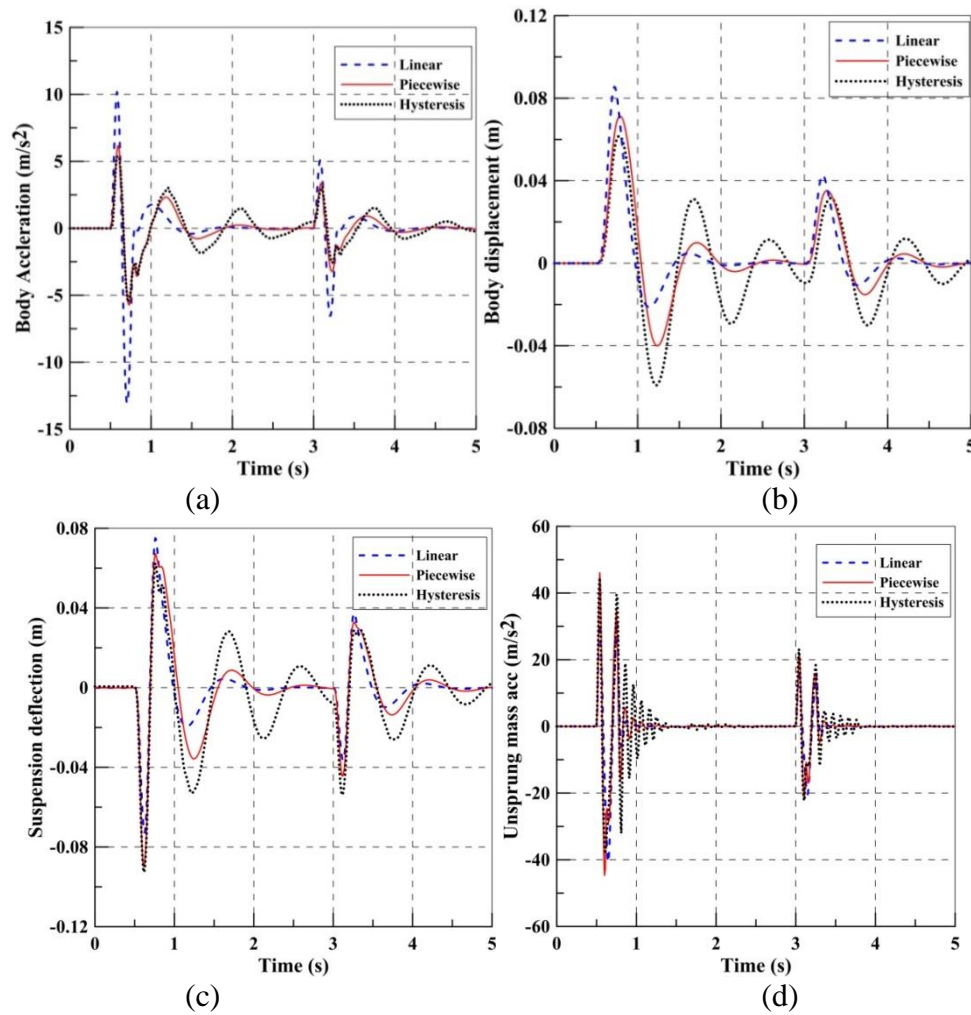 15
10
5
0
-5
-10
-15
Body Accleration (m/s²)
Linear
Piecewise
Hysteresis
0 1 2 3 4 5
Time (s)
(a)
0.12
0.08
0.04
0
-0.04
-0.08
Body displacement (m)
Linear
Piecewise
Hysteresis
0 1 2 3 4 5
Time (s)
(b)
0.08
0.04
0
-0.04
-0.08
-0.12
Suspension deflection (m)
Linear
Piecewise
Hysteresis
0 1 2 3 4 5
Time (s)
(c)
60
40
20
0
-20
-40
-60
Unsprung mass acc (m/s²)
Linear
Piecewise
Hysteresis
0 1 2 3 4 5
Time (s)
(d)